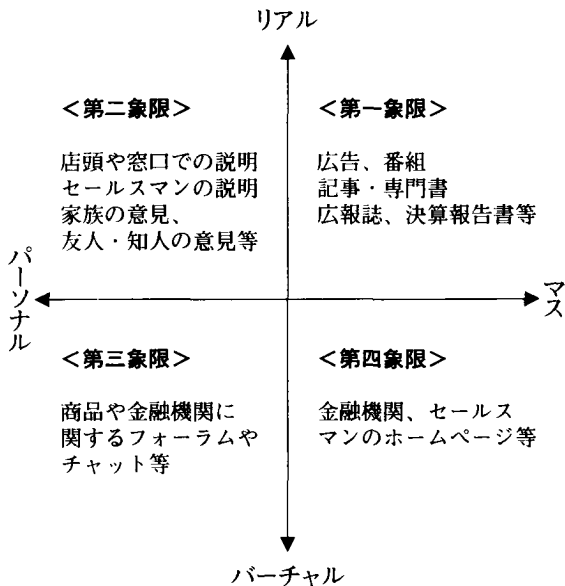 リアル
＜第二象限＞
店頭や窓口での説明
セールスマンの説明
家族の意見、
友人・知人の意見等
＜第一象限＞
広告、番組
記事・専門書
広報誌、決算報告書等
パーソナル
マス
＜第三象限＞
商品や金融機関に
関するフォーラムや
チャット等
＜第四象限＞
金融機関、セールス
マンのホームページ等
バーチャル